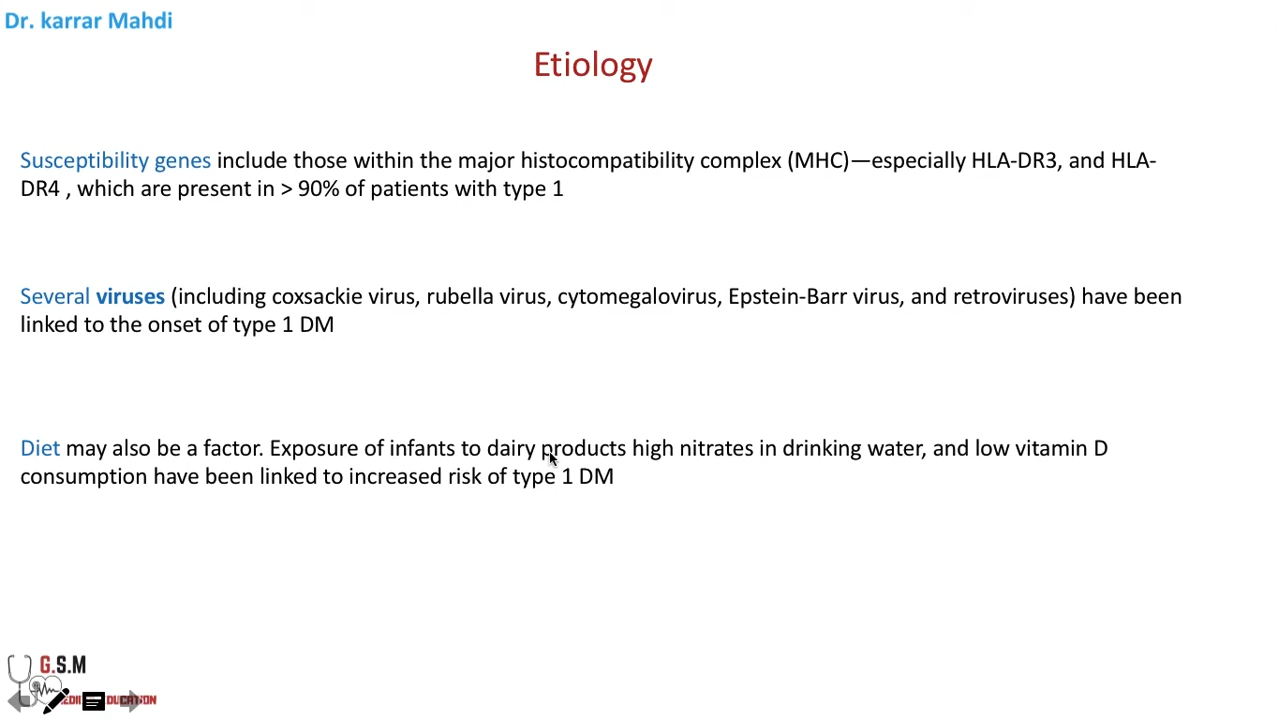 Dr. karrar Mahdi
Etiology
Susceptibility genes include those within the major histocompatibility complex (MHC)—especially HLA-DR3, and HLA-
DR4 , which are present in > 90% of patients with type 1
Several viruses (including coxsackie virus, rubella virus, cytomegalovirus, Epstein-Barr virus, and retroviruses) have been
linked to the onset of type 1 DM
Diet may also be a factor. Exposure of infants to dairy products high nitrates in drinking water, and low vitamin D
consumption have been linked to increased risk of type 1 DM
G.S.M